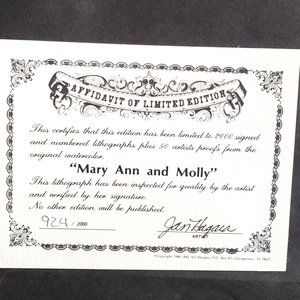 AFFIDAVIT OF LIMITED EDITION
This certifies that this edition has been limited to 2000 signed
and numbered lithographs plus 50 artists proofs from the
original watercolor.
"Mary Ann and Molly"
This lithograph has been inspected for quality by the artist
and verified by her signature.
No other edition will be published.
924/2000
Jan Hagara
ARTIST